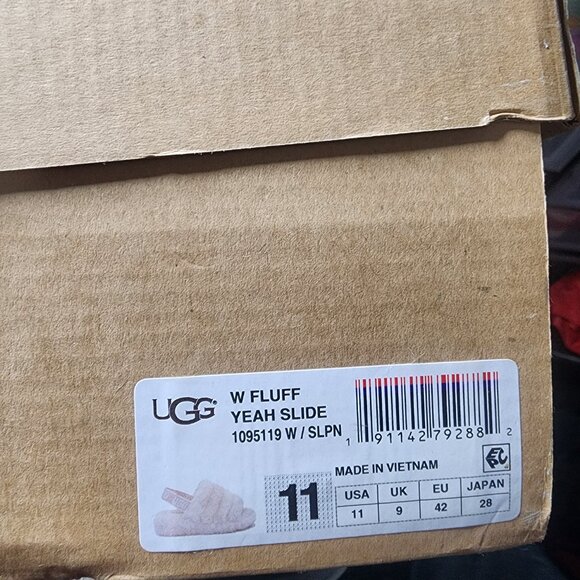 UGG®
W FLUFF
YEAH SLIDE
1095119 W / SLPN
1 91142 79288 2
MADE IN VIETNAM
11
USA UK EU JAPAN
11 9 42 28